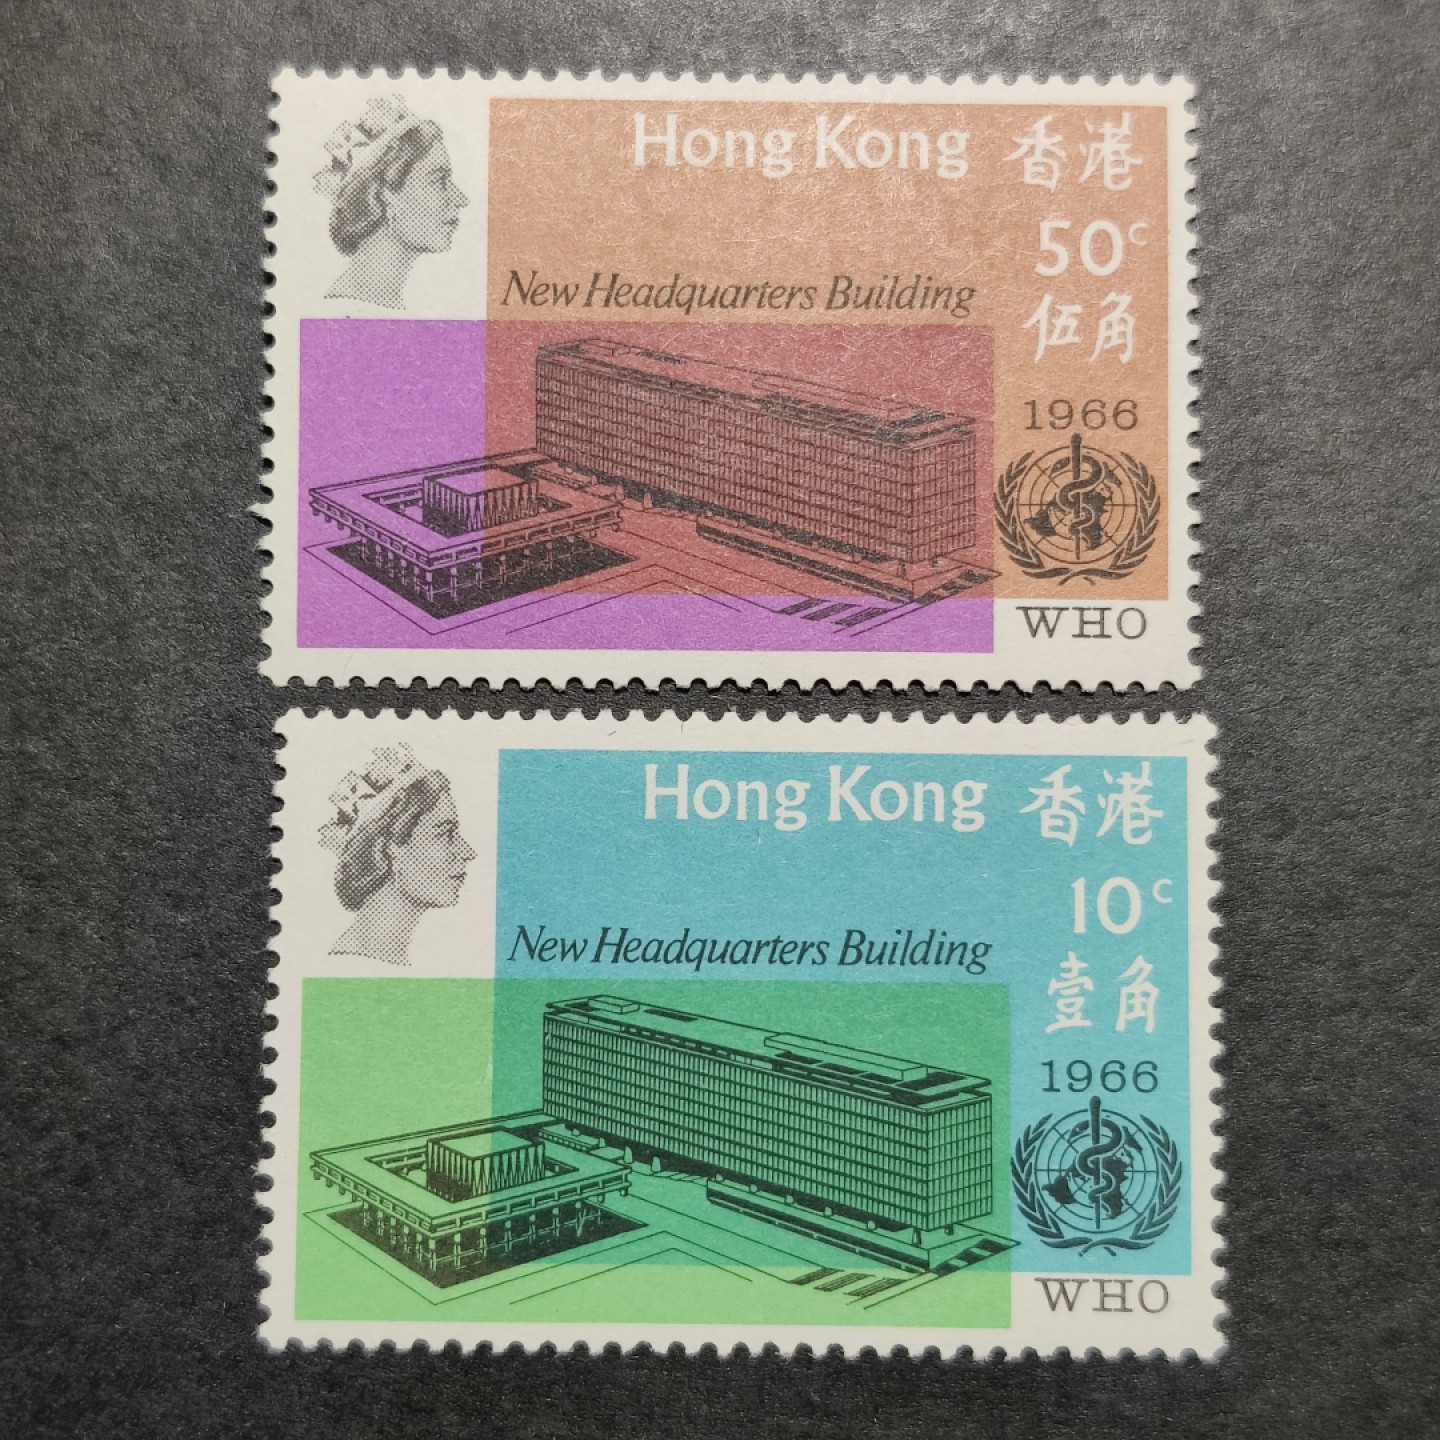 Hong Kong 香港
50c
New Headquarters Building
伍角
1966
WHO
Hong Kong 香港
10c
New Headquarters Building
壹角
1966
WHO